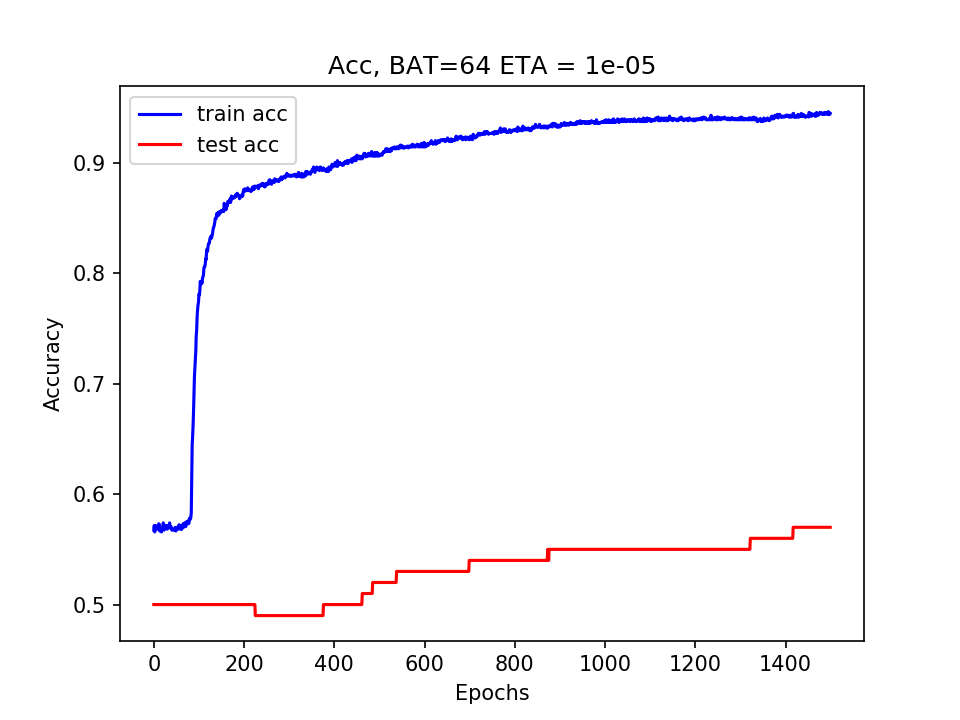 Acc, BAT=64 ETA = 1e-05
train acc
test acc
0.9
0.8
0.7
0.6
0.5
Accuracy
0 200 400 600 800 1000 1200 1400
Epochs